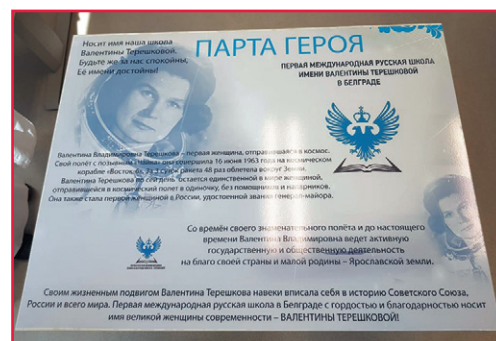 Носит имя наша школа
Валентины Терешковой.
Будьте же за нас спокойны,
Её имени достойны!
ПАРТА ГЕРОЯ
ПЕРВАЯ МЕЖДУНАРОДНАЯ РУССКАЯ ШКОЛА
ИМЕНИ ВАЛЕНТИНЫ ТЕРЕШКОВОЙ
В БЕЛГРАДЕ
Валентина Владимировна Терешкова – первая женщина, отправившаяся в космос.
Свой полёт с позывным «Чайка» она совершила 16 июня 1963 года на космическом
корабле «Восток-6». За 3 суток ракета 48 раз облетела вокруг Земли.
Валентина Терешкова по сей день остается единственной в мире женщиной,
отправившейся в космический полет в одиночку, без помощников и напарников.
Она также стала первой женщиной в России, удостоенной звания генерал-майора.
Со времён своего знаменательного полёта и до настоящего
времени Валентина Владимировна ведет активную
государственную и общественную деятельность
на благо своей страны и малой родины – Ярославской земли.
Своим жизненным подвигом Валентина Терешкова навеки вписала себя в историю Советского Союза,
России и всего мира. Первая международная русская школа в Белграде с гордостью и благодарностью носит
имя великой женщины современности – ВАЛЕНТИНЫ ТЕРЕШКОВОЙ!